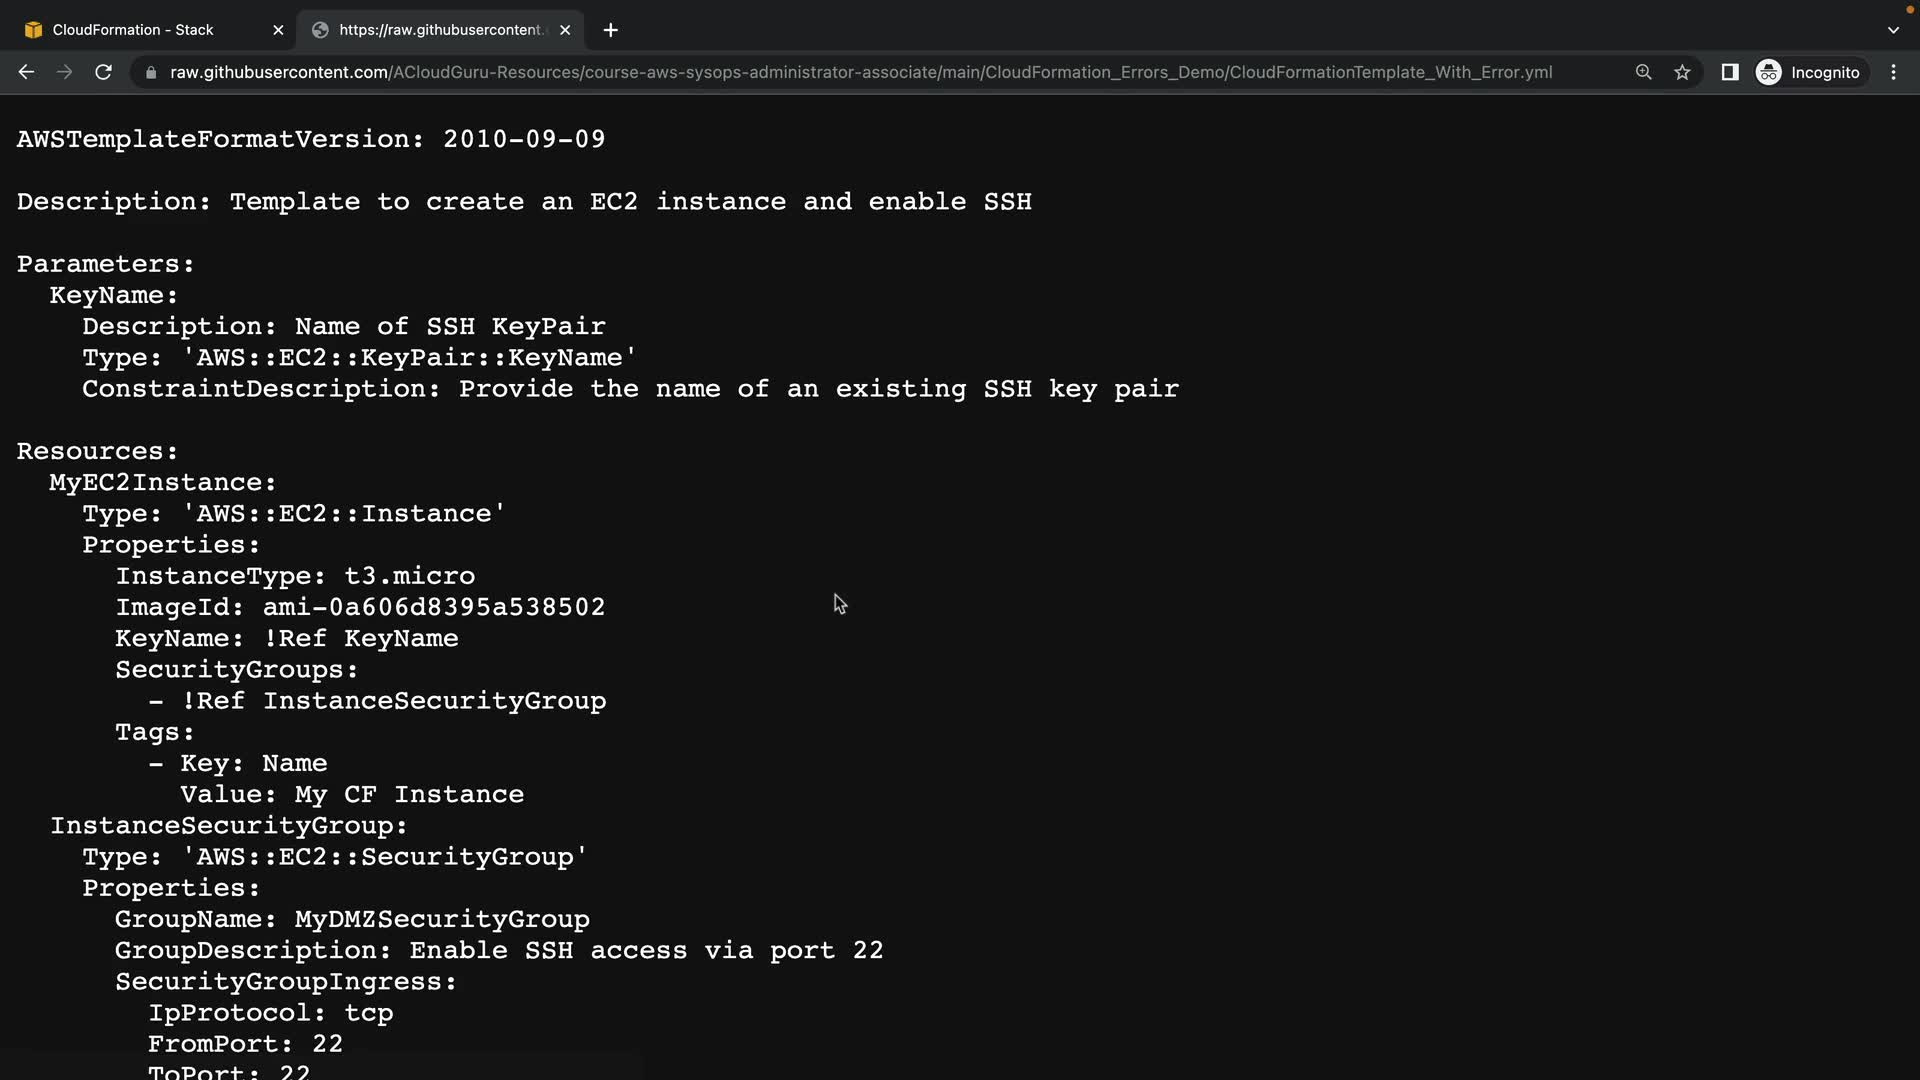 CloudFormation - Stack
https://raw.githubusercontent.
raw.githubusercontent.com/ACloudGuru-Resources/course-aws-sysops-administrator-associate/main/CloudFormation_Errors_Demo/CloudFormationTemplate_With_Error.yml
Incognito
AWSTemplateFormatVersion: 2010-09-09
Description: Template to create an EC2 instance and enable SSH
Parameters:
KeyName:
Description: Name of SSH KeyPair
Type: 'AWS::EC2::KeyPair::KeyName'
ConstraintDescription: Provide the name of an existing SSH key pair
Resources:
MyEC2Instance:
Type: 'AWS::EC2::Instance'
Properties:
InstanceType: t3.micro
ImageId: ami-0a606d8395a538502
KeyName: !Ref KeyName
SecurityGroups:
- !Ref InstanceSecurityGroup
Tags:
- Key: Name
Value: My CF Instance
InstanceSecurityGroup:
Type: 'AWS::EC2::SecurityGroup'
Properties:
GroupName: MyDMZSecurityGroup
GroupDescription: Enable SSH access via port 22
SecurityGroupIngress:
IpProtocol: tcp
FromPort: 22
ToPort: 22